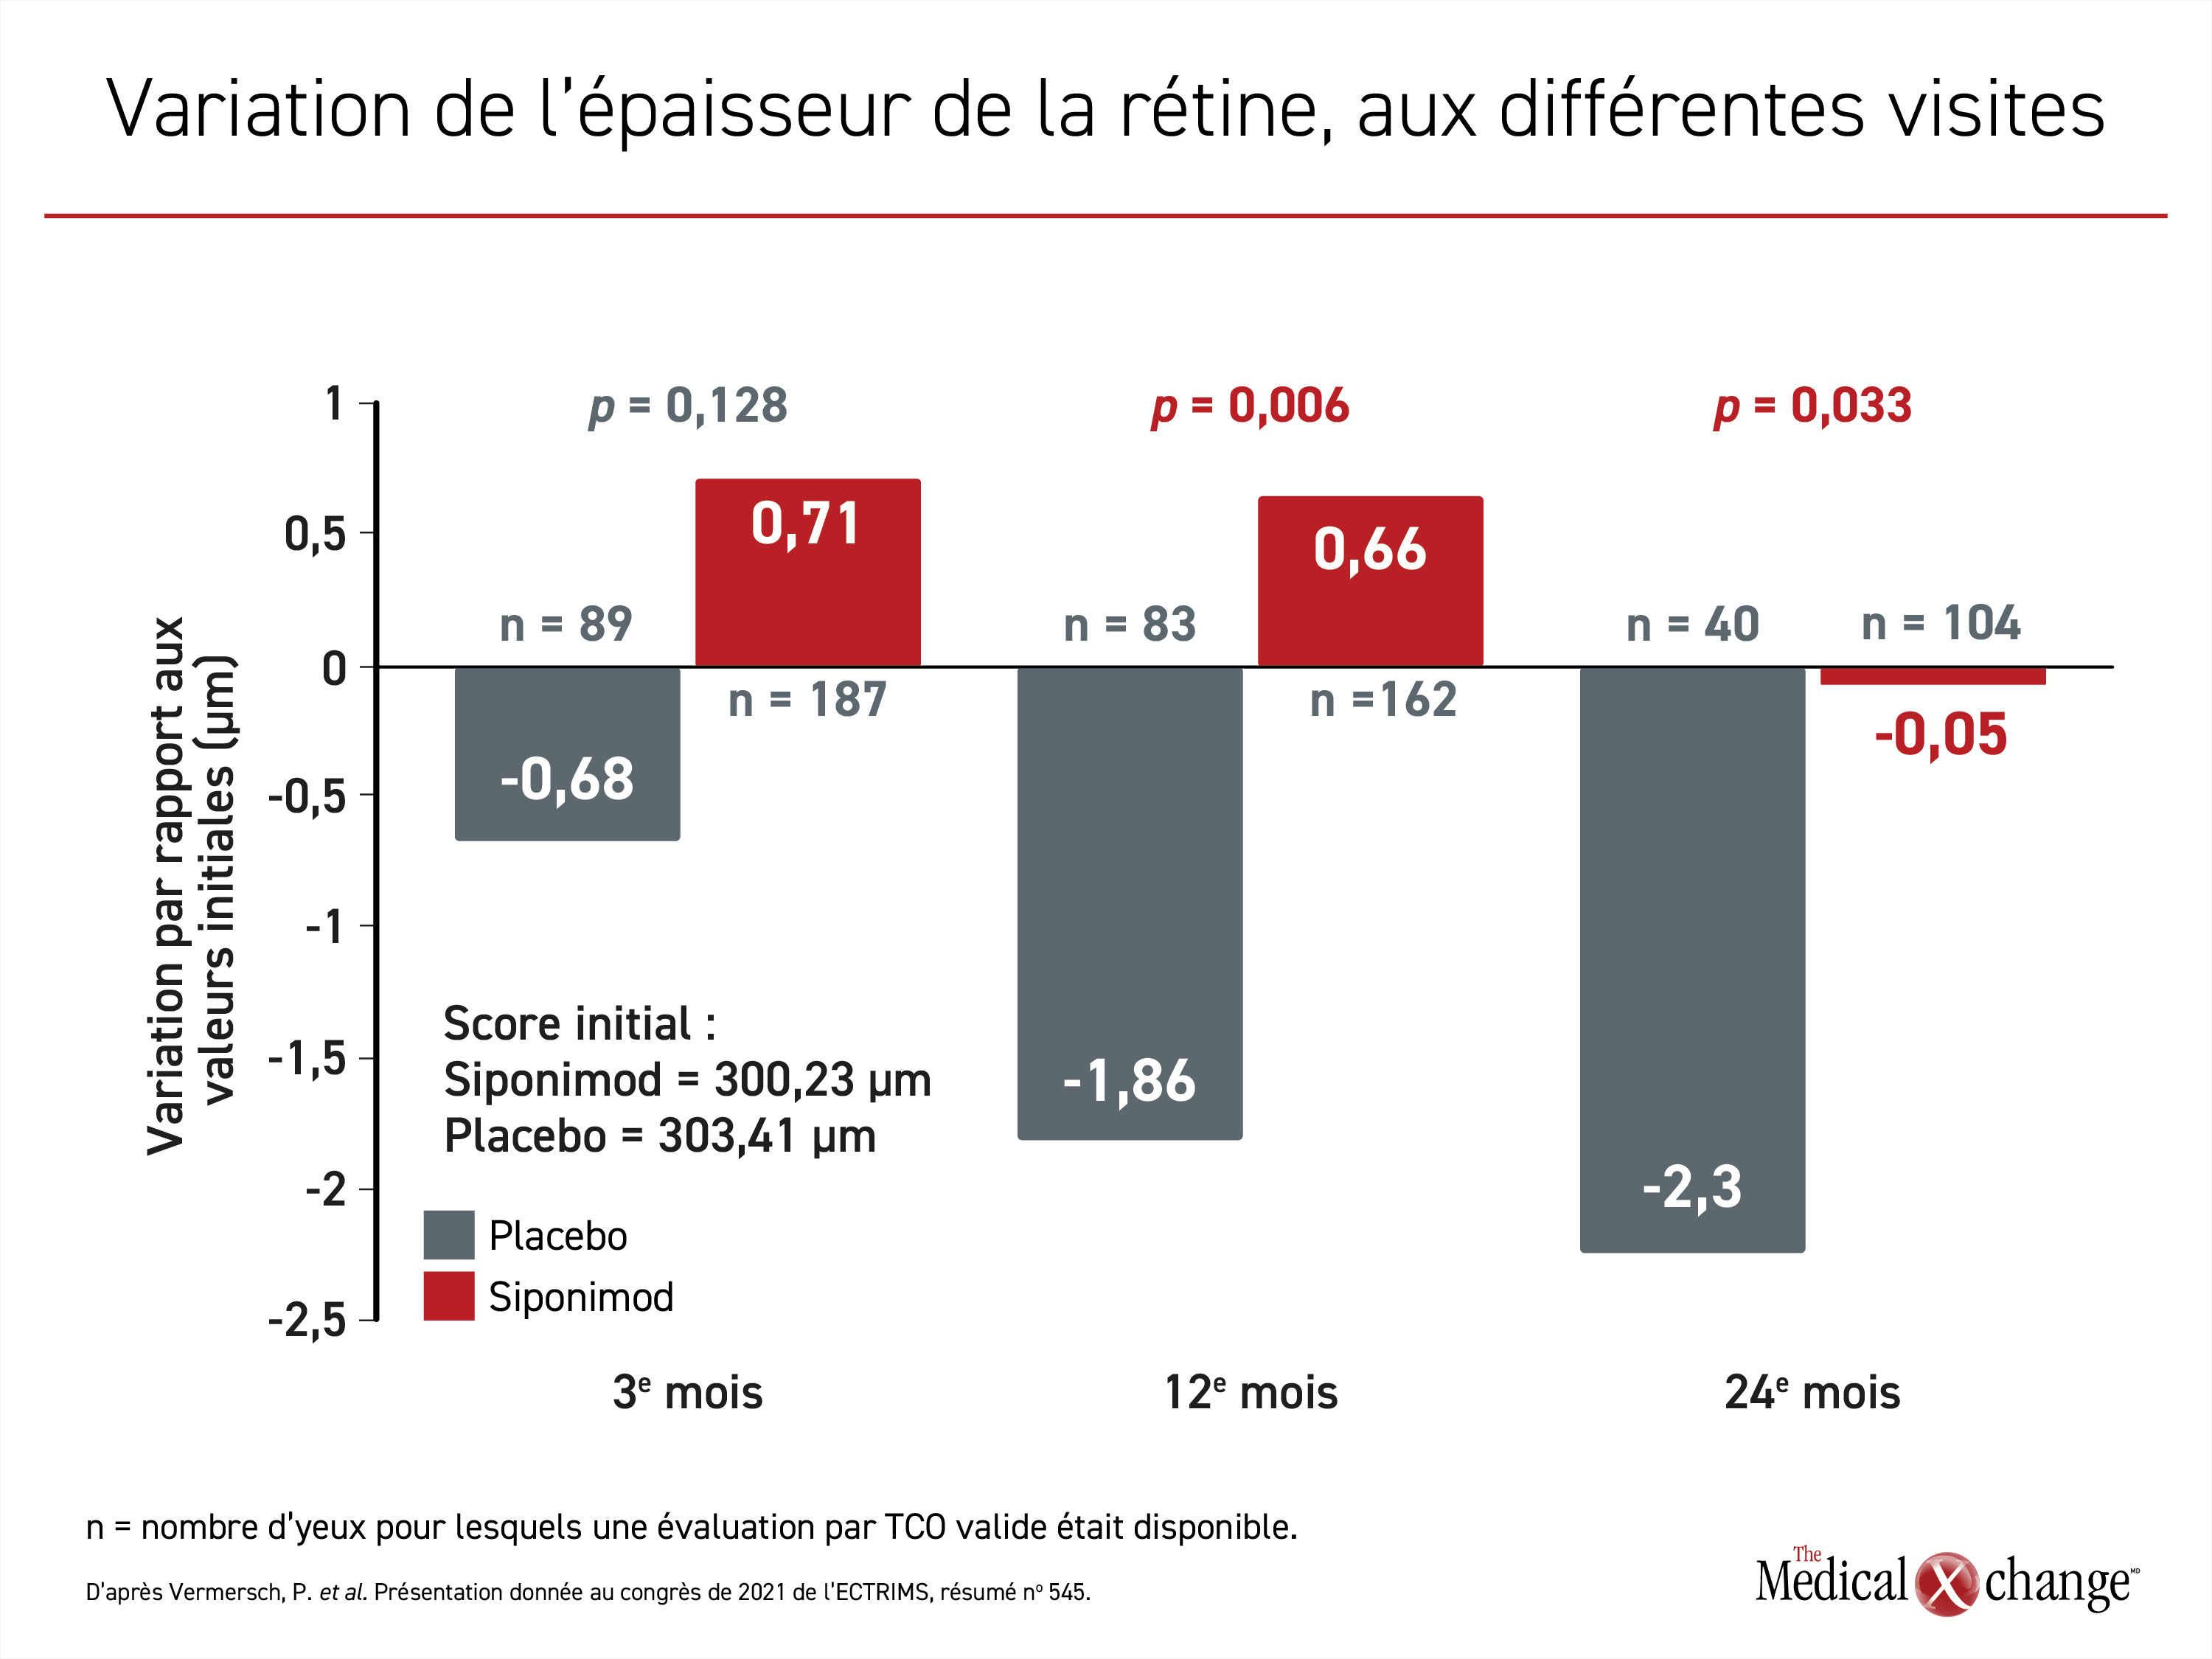 Variation de l’épaisseur de la rétine, aux différentes visites
Variation par rapport aux
valeurs initiales (µm)
1
0,5
0
-0,5
-1
-1,5
-2
-2,5
p = 0,128
p = 0,006
p = 0,033
0,71
0,66
n = 89
n = 83
n = 40
n = 104
n = 187
n =162
-0,05
-0,68
-1,86
-2,3
Score initial :
Siponimod = 300,23 µm
Placebo = 303,41 µm
Placebo
Siponimod
3e mois
12e mois
24e mois
n = nombre d’yeux pour lesquels une évaluation par TCO valide était disponible.
D’après Vermersch, P. et al. Présentation donnée au congrès de 2021 de l’ECTRIMS, résumé nº 545.
The
Medical X change MD